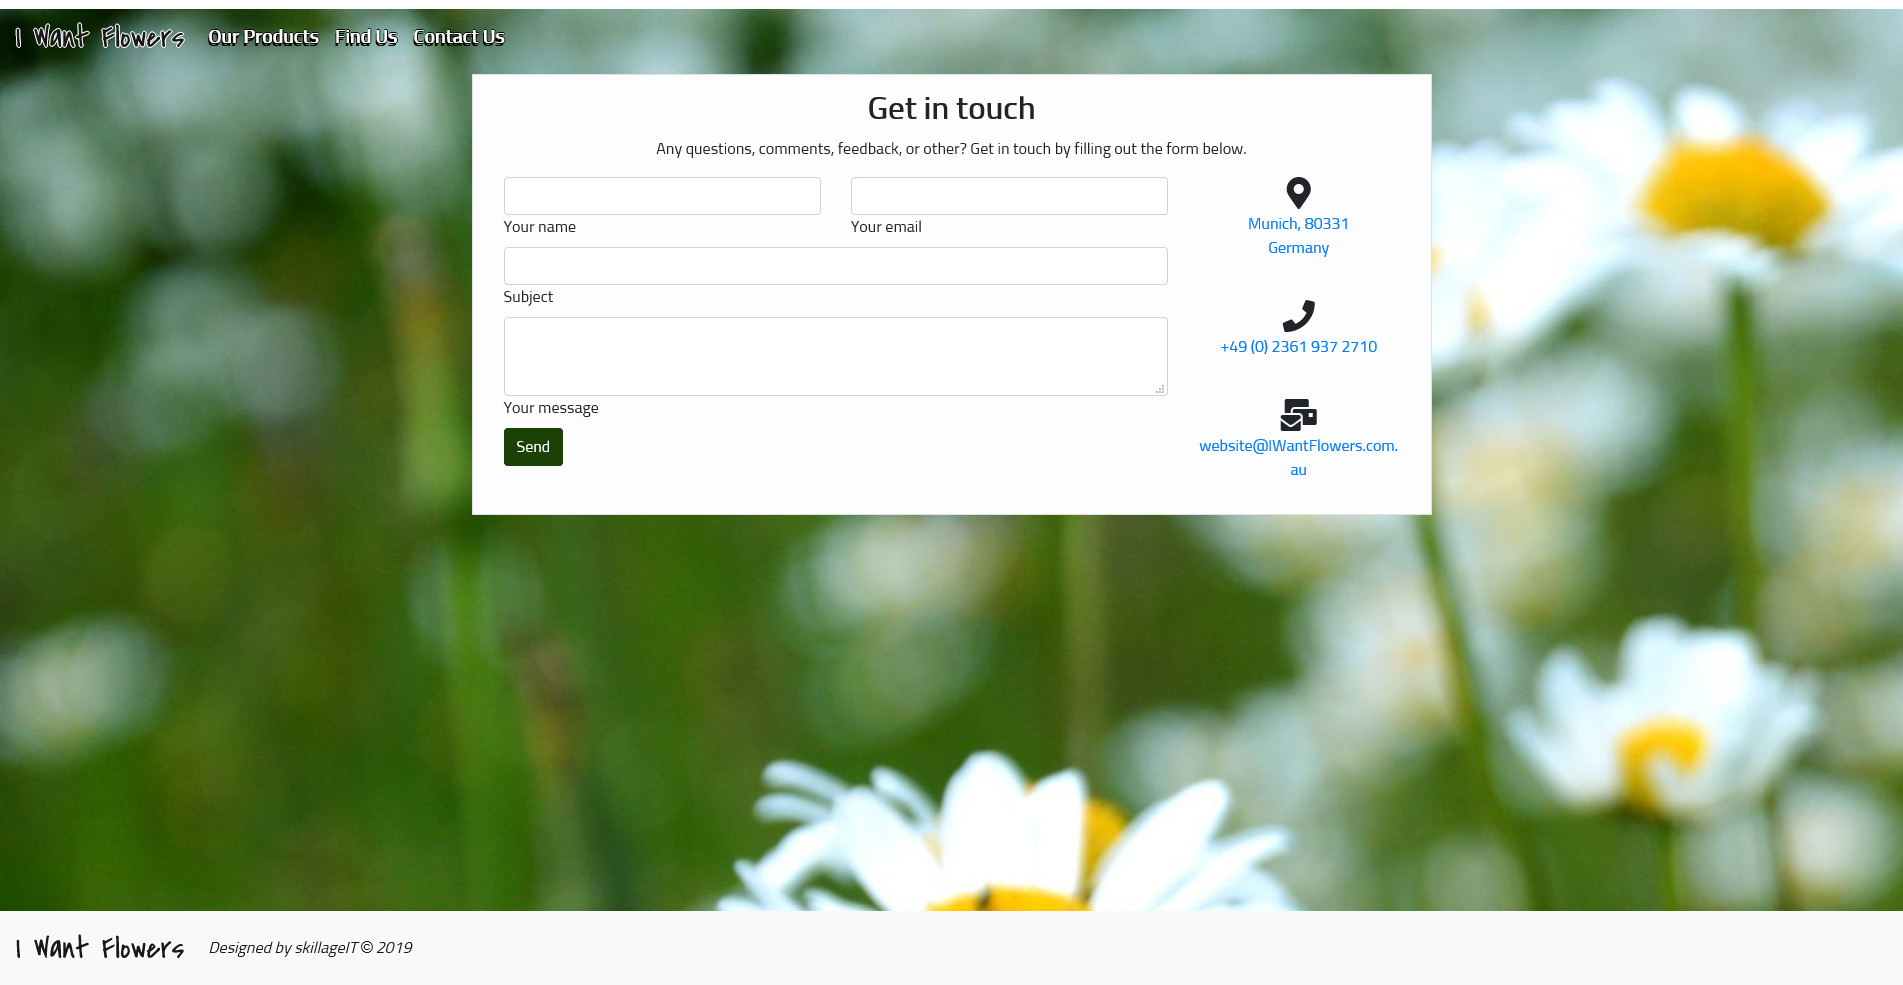 I Want Flowers Our Products Find Us Contact Us
Get in touch
Any questions, comments, feedback, or other? Get in touch by filling out the form below.
Your name
Your email
Subject
Your message
Send
Munich, 80331
Germany
+49 (0) 2361 937 2710
website@IWantFlowers.com.
au
I Want Flowers Designed by skillageIT © 2019